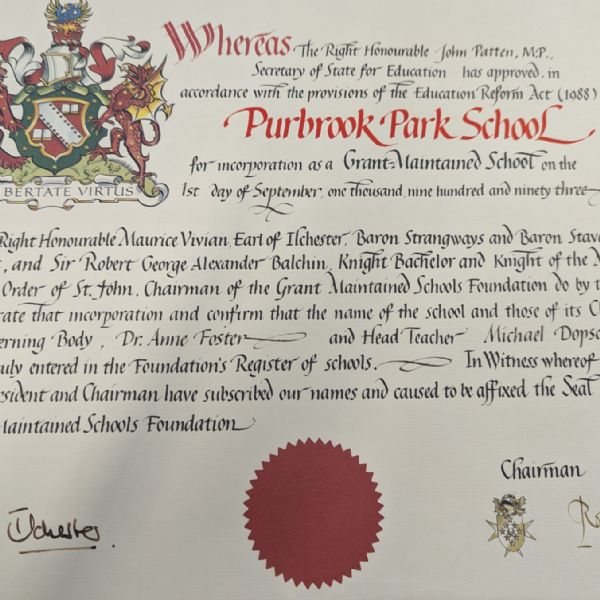 Whereas, The Right Honourable John Patten, M.P.,
Secretary of State for Education has approved, in
accordance with the provisions of the Education Reform Act (1988)
Purbrook Park School
for incorporation as a Grant-Maintained School on the
1st day of September, one thousand, nine hundred and ninety three
BERTATE VIRTUS
Right Honourable Maurice Vivian, Earl of Ilchester, Baron Strangways and Baron Stav
, and Sir Robert George Alexander Balchin, Knight Bachelor and Knight of the
Order of St. John, Chairman of the Grant Maintained Schools Foundation do by t
rate that incorporation and confirm that the name of the school and those of its C
erning Body, Dr. Anne Foster and Head Teacher Michael Dopso
uly entered in the Foundation's Register of schools. In Witness whereof
esident and Chairman have subscribed our names and caused to be affixed the Seal
Maintained Schools Foundation
Chairman
Ilchester